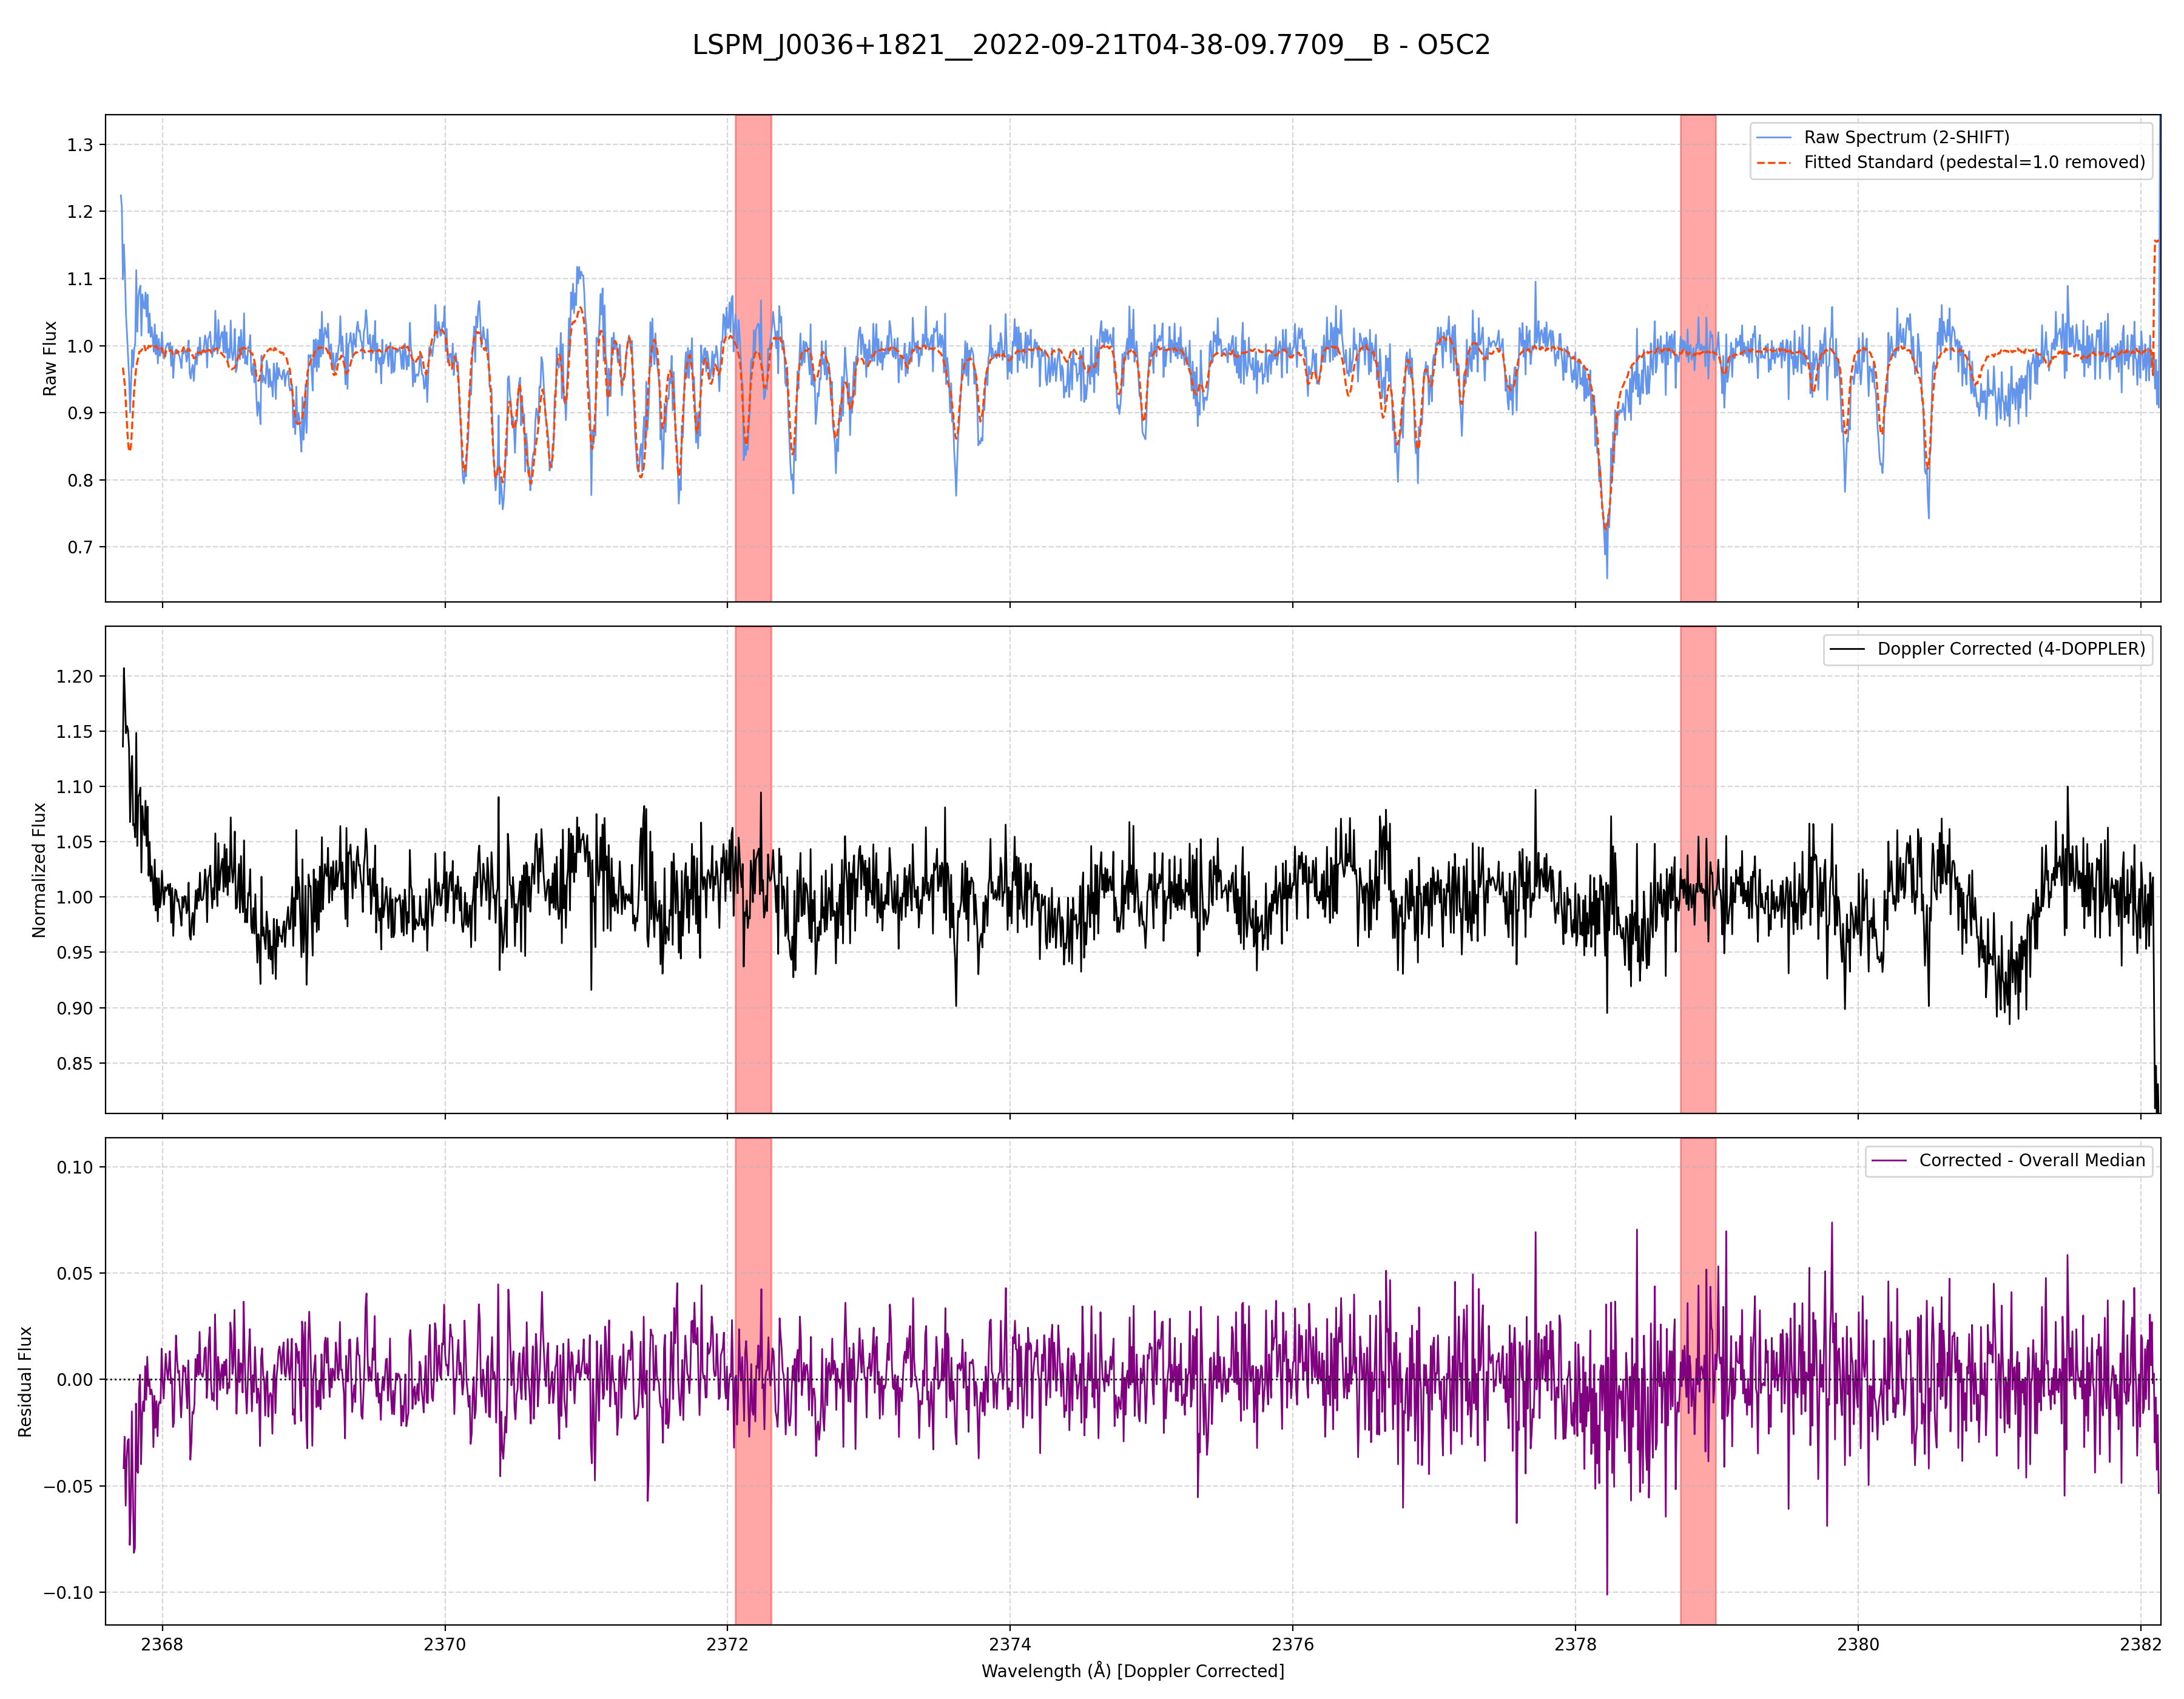 LSPM_J0036+1821__2022-09-21T04-38-09.7709__B - O5C2
Raw Spectrum (2-SHIFT)
Fitted Standard (pedestal=1.0 removed)
Raw Flux
1.3
1.2
1.1
1.0
0.9
0.8
0.7
Doppler Corrected (4-DOPPLER)
Normalized Flux
1.20
1.15
1.10
1.05
1.00
0.95
0.90
0.85
Corrected - Overall Median
Residual Flux
0.10
0.05
0.00
−0.05
−0.10
2368 2370 2372 2374 2376 2378 2380 2382
Wavelength (Å) [Doppler Corrected]